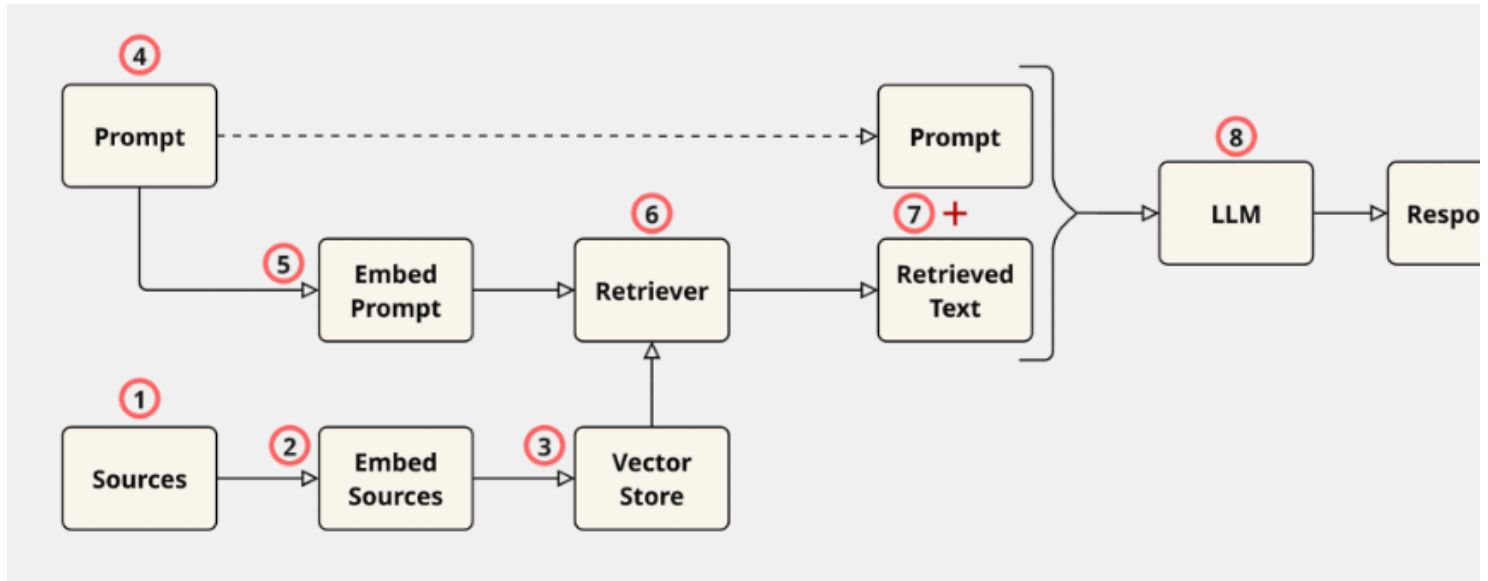 4
Prompt
Prompt
8
LLM
Respo
7 +
6
5
Embed
Prompt
Retriever
Retrieved
Text
1
Sources
2
Embed
Sources
3
Vector
Store